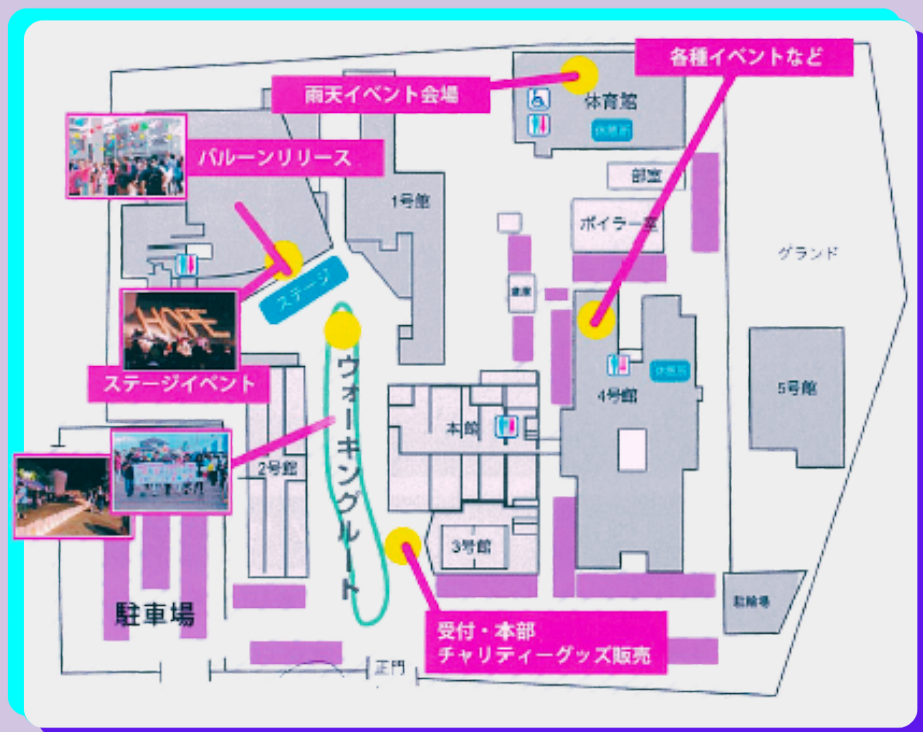 各種イベントなど
雨天イベント会場
体育館
休憩所
バルーンリリース
部室
1号館
ボイラー室
グランド
ステージ
倉庫
HOPE
ステージイベント
ウォーキングルート
休憩所
4号館
5号館
本館
2号館
3号館
駐車場
駐輪場
受付・本部
チャリティーグッズ販売
正門